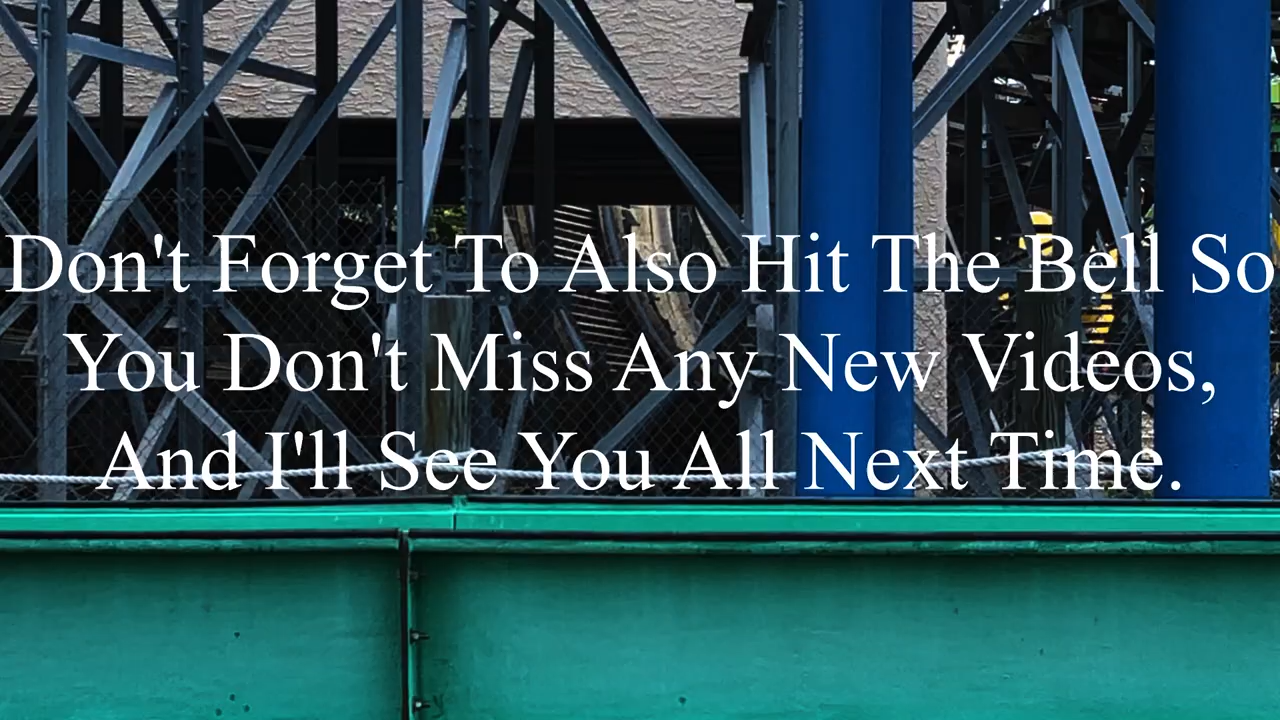 Don't Forget To Also Hit The Bell So
You Don't Miss Any New Videos,
And I'll See You All Next Time.